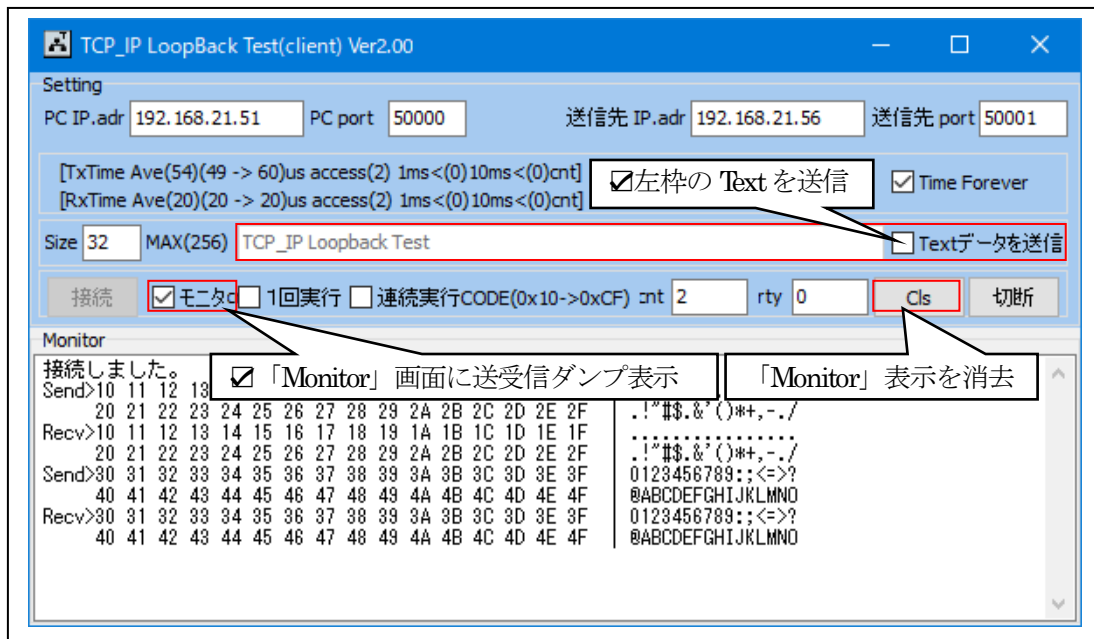 TCP_IP LoopBack Test(client) Ver2.00
Setting
PC IP.adr 192.168.21.51 PC port 50000 送信先 IP.adr 192.168.21.56 送信先 port 50001
[TxTime Ave(54)(49 -> 60)us access(2) 1ms<(0)10ms<(0)cnt]
[RxTime Ave(20)(20 -> 20)us access(2) 1ms<(0)10ms<(0)cnt]
☑左枠の Text を送信
Time Forever
Size 32 MAX(256) TCP_IP Loopback Test Textデータを送信
接続 モニタc 1回実行 連続実行CODE(0x10->0xCF) cnt 2 rty 0 Cls 切断
Monitor
☑「Monitor」画面に送受信ダンプ表示
「Monitor」表示を消去
接続しました。
Send>10 11 12 13
20 21 22 23 24 25 26 27 28 29 2A 2B 2C 2D 2E 2F | .!"#$.&'()*+,-./
Recv>10 11 12 13 14 15 16 17 18 19 1A 1B 1C 1D 1E 1F | ................
20 21 22 23 24 25 26 27 28 29 2A 2B 2C 2D 2E 2F | .!"#$.&'()*+,-./
Send>30 31 32 33 34 35 36 37 38 39 3A 3B 3C 3D 3E 3F | 0123456789:;<=>?
40 41 42 43 44 45 46 47 48 49 4A 4B 4C 4D 4E 4F | @ABCDEFGHIJKLMNO
Recv>30 31 32 33 34 35 36 37 38 39 3A 3B 3C 3D 3E 3F | 0123456789:;<=>?
40 41 42 43 44 45 46 47 48 49 4A 4B 4C 4D 4E 4F | @ABCDEFGHIJKLMNO